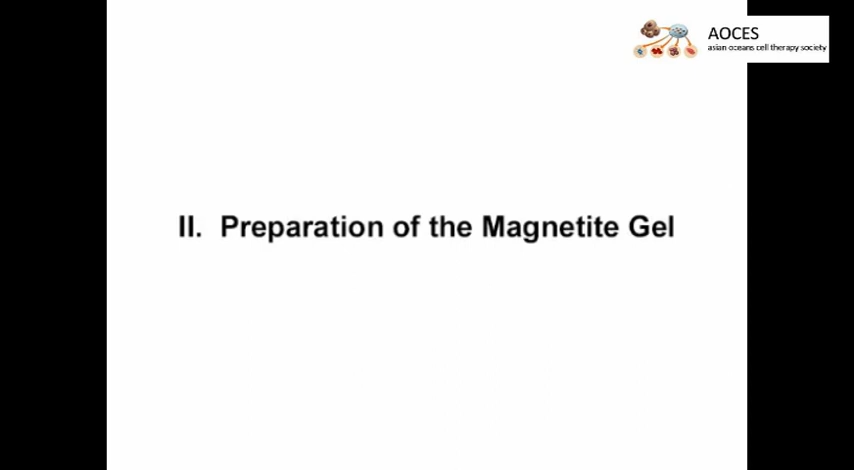 AOCES
asian oceans cell therapy society
II. Preparation of the Magnetite Gel